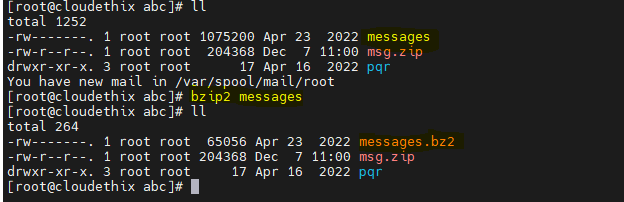 [root@cloudethix abc]# ll
total 1252
-rw-------. 1 root root 1075200 Apr 23  2022 messages
-rw-r--r--. 1 root root  204368 Dec  7 11:00 msg.zip
drwxr-xr-x. 3 root root      17 Apr 16  2022 pqr
You have new mail in /var/spool/mail/root
[root@cloudethix abc]# bzip2 messages
[root@cloudethix abc]# ll
total 264
-rw-------. 1 root root  65056 Apr 23  2022 messages.bz2
-rw-r--r--. 1 root root 204368 Dec  7 11:00 msg.zip
drwxr-xr-x. 3 root root     17 Apr 16  2022 pqr
[root@cloudethix abc]#